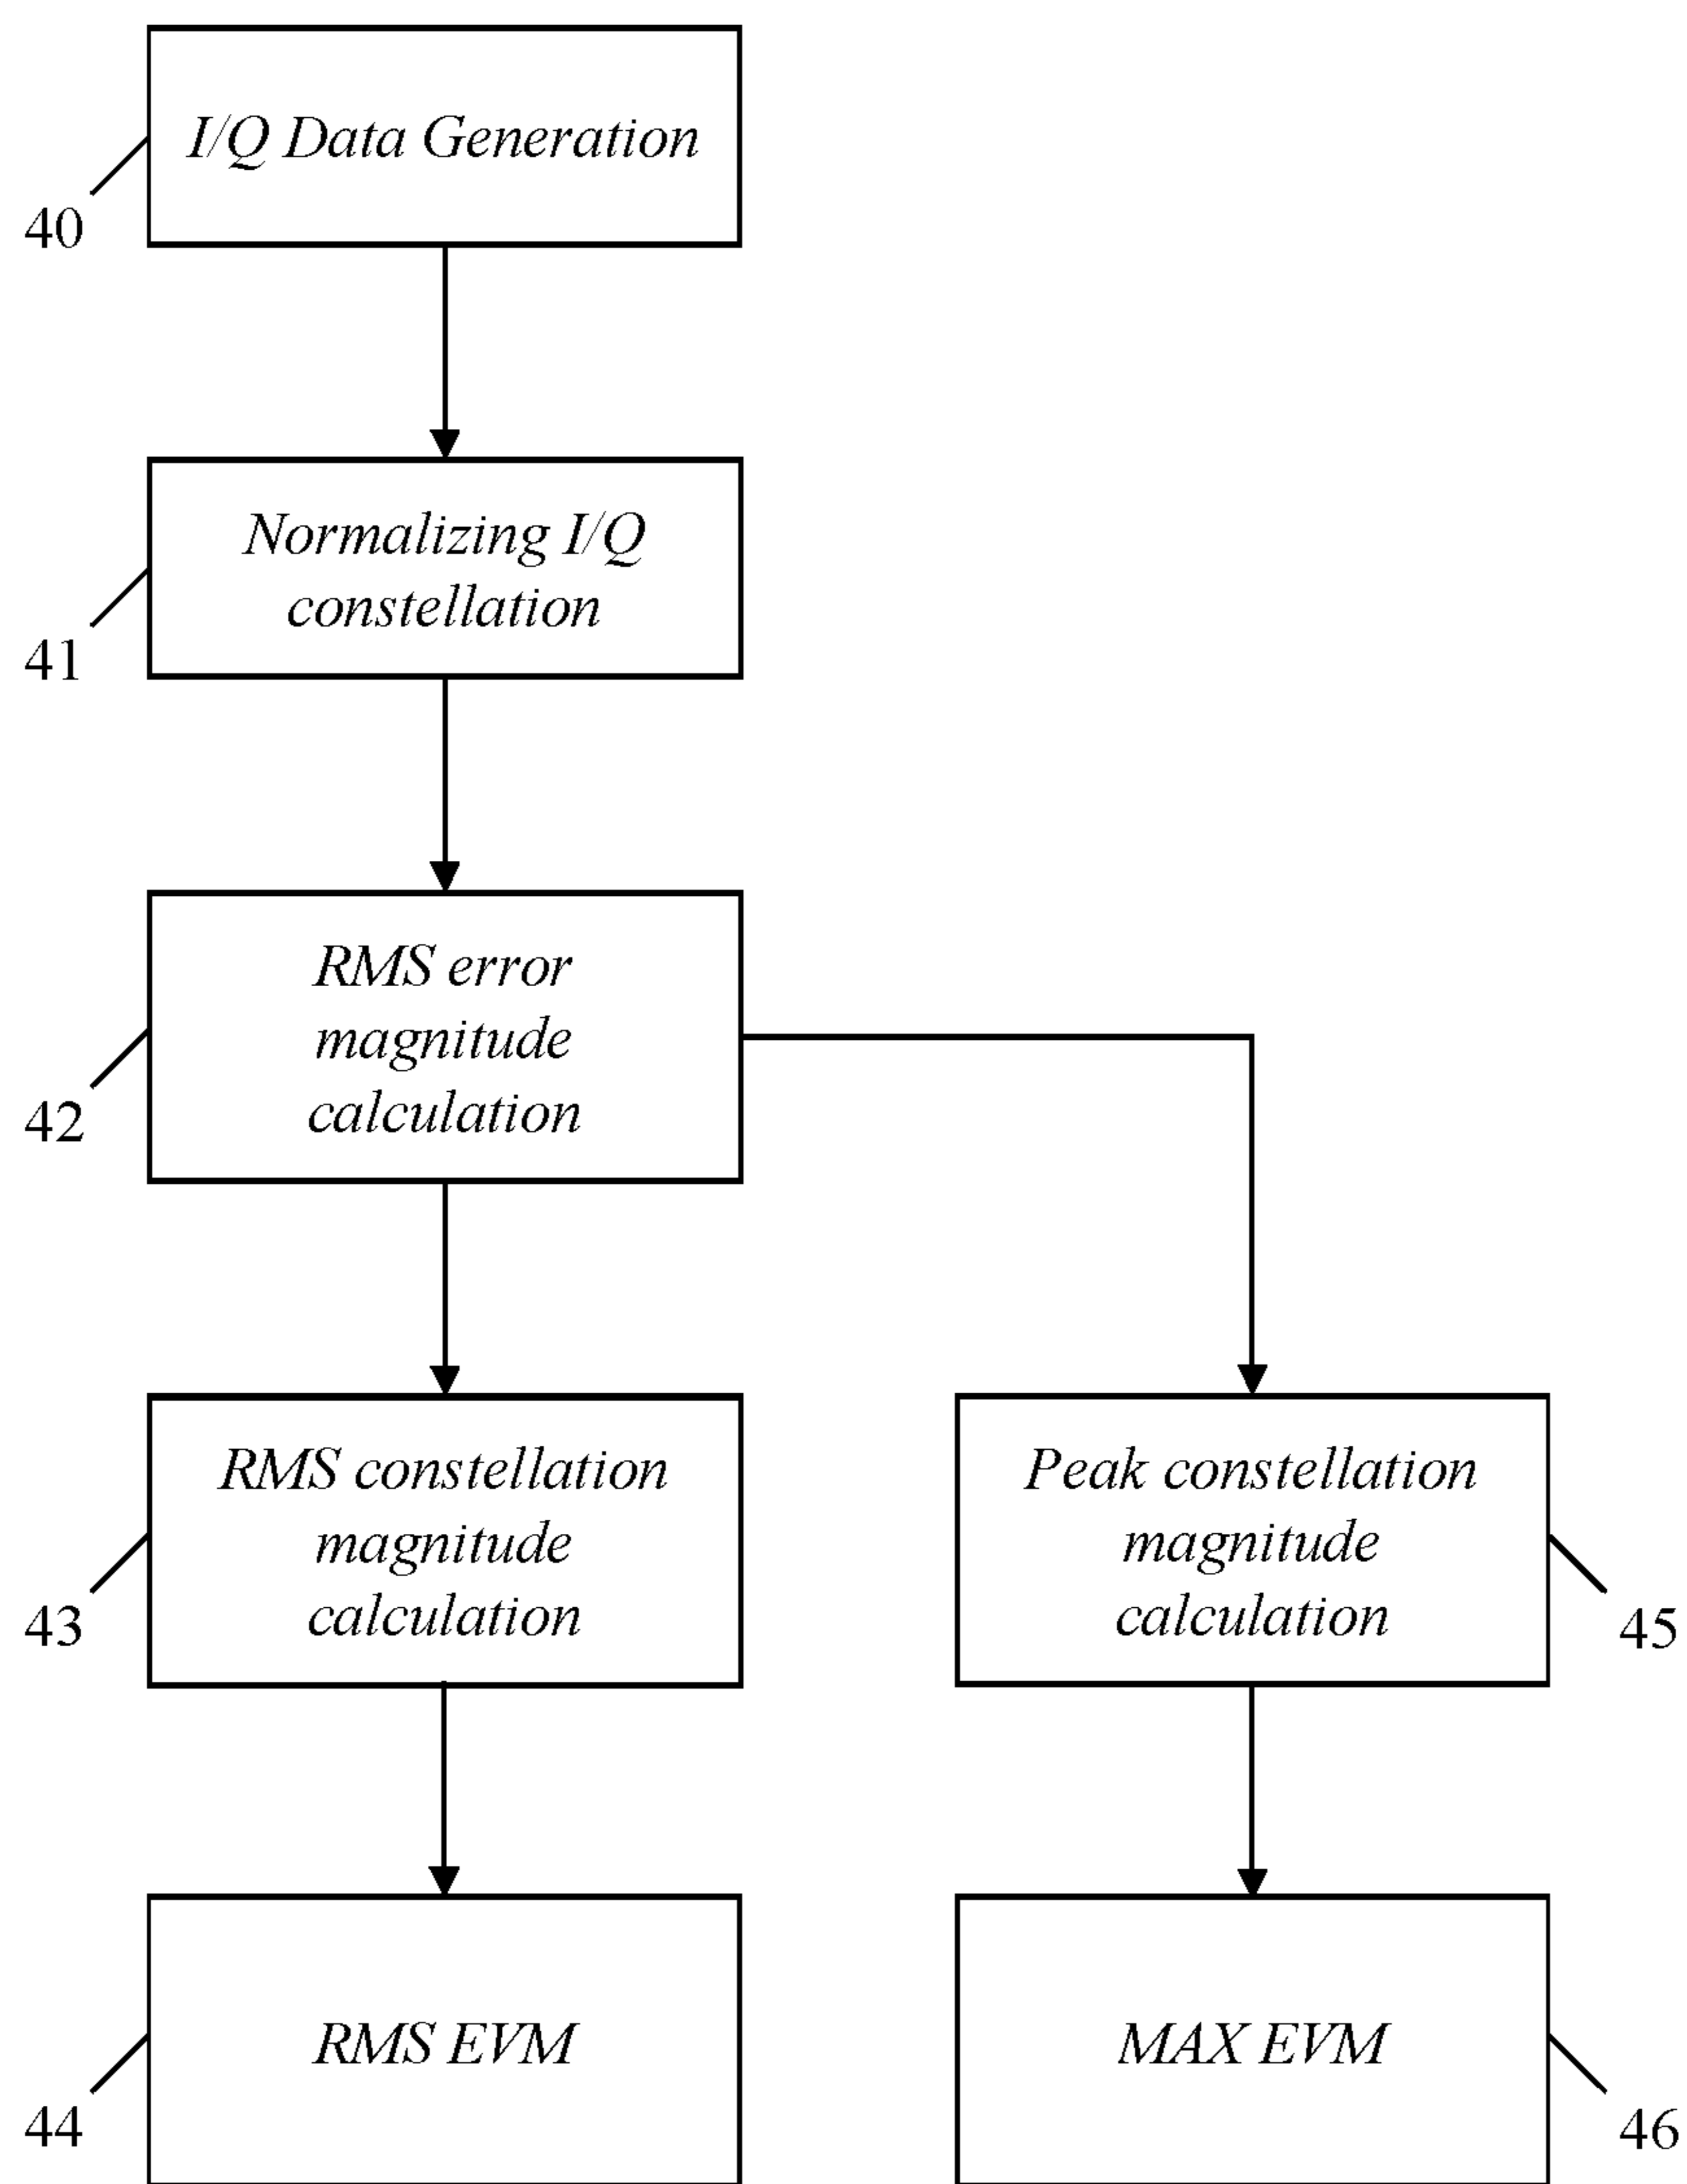 I/Q Data Generation
40
Normalizing I/Q
constellation
41
RMS error
magnitude
calculation
42
RMS constellation
magnitude
calculation
43
Peak constellation
magnitude
calculation
45
RMS EVM
44
MAX EVM
46